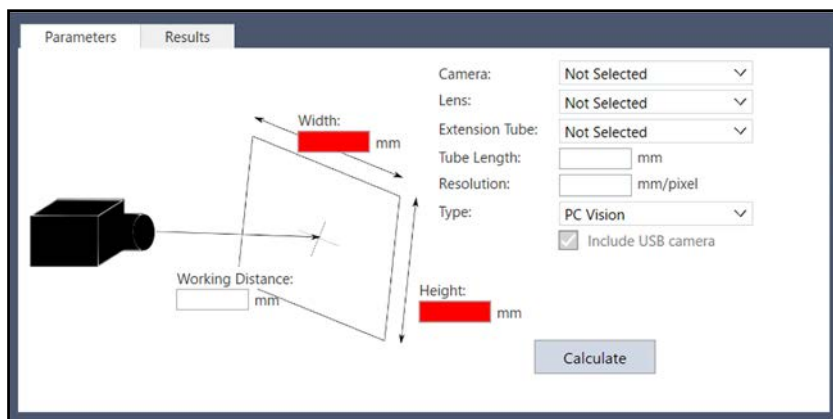 Parameters Results
Camera: Not Selected
Lens: Not Selected
Width:
mm
Extension Tube: Not Selected
Tube Length: mm
Resolution: mm/pixel
Type: PC Vision
Include USB camera
Working Distance:
mm
Height:
mm
Calculate